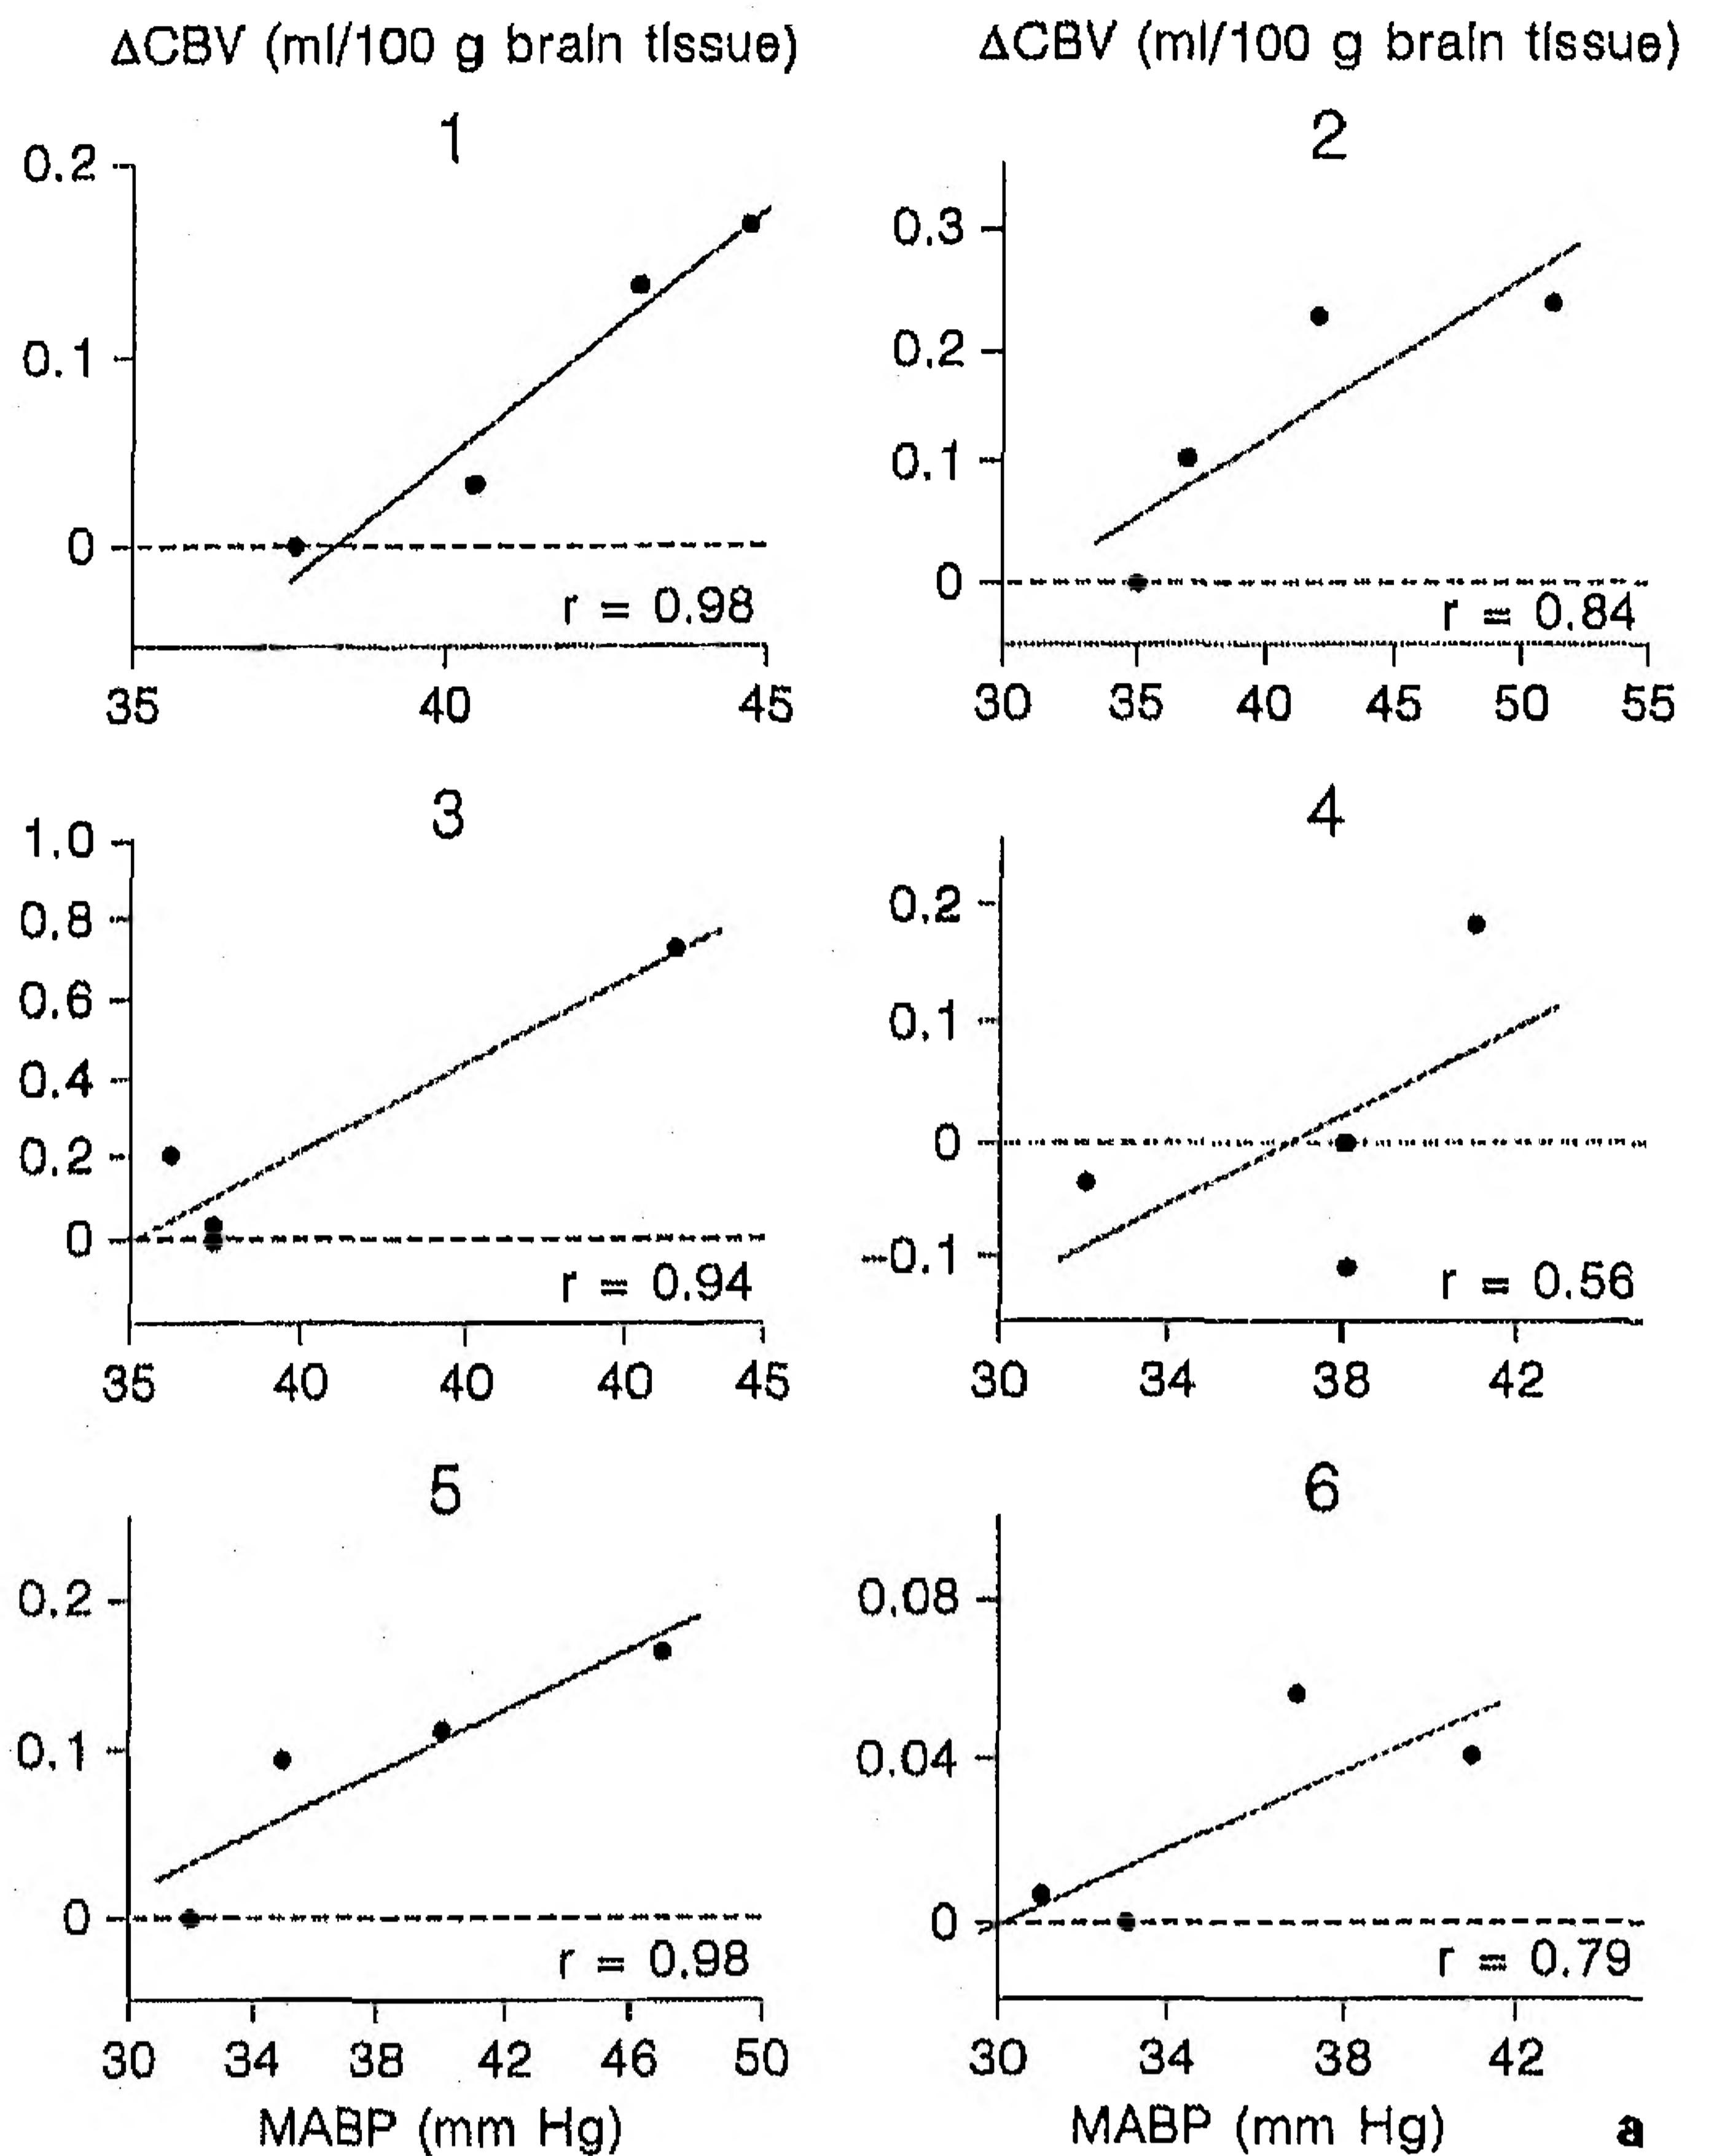 ΔCBV (ml/100 g brain tissue)
ΔCBV (ml/100 g brain tissue)
1
0.2
0.1
0
r = 0.98
35 40 45
2
0.3
0.2
0.1
0
r = 0.84
30 35 40 45 50 55
3
1.0
0.8
0.6
0.4
0.2
0
r = 0.94
35 40 40 40 45
4
0.2
0.1
0
-0.1
r = 0.56
30 34 38 42
5
0.2
0.1
0
r = 0.98
30 34 38 42 46 50
MABP (mm Hg)
6
0.08
0.04
0
r = 0.79
30 34 38 42
MABP (mm Hg)
a